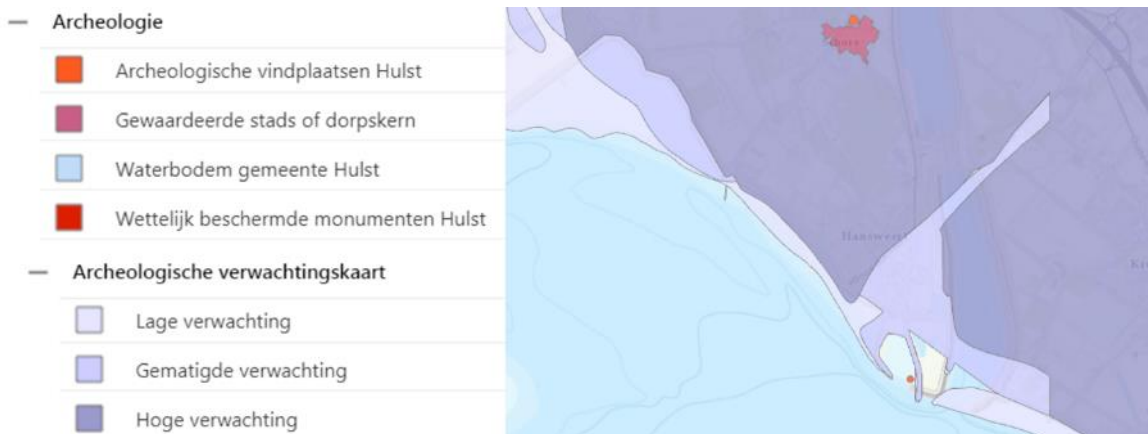 Archeologie
Archeologische vindplaatsen Hulst
Gewaardeerde stads of dorpskern
Waterbodem gemeente Hulst
Wettelijk beschermde monumenten Hulst
Archeologische verwachtingskaart
Lage verwachting
Gematigde verwachting
Hoge verwachting